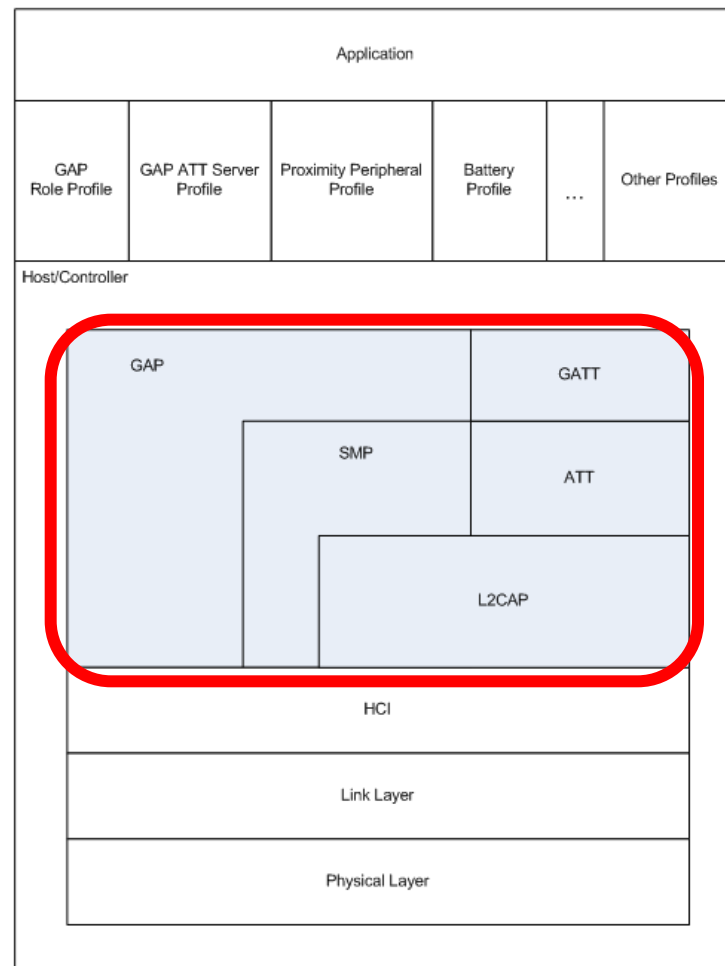 Application
GAP
Role Profile
GAP ATT Server
Profile
Proximity Peripheral
Profile
Battery
Profile
...
Other Profiles
Host/Controller
GAP
GATT
SMP
ATT
L2CAP
HCI
Link Layer
Physical Layer